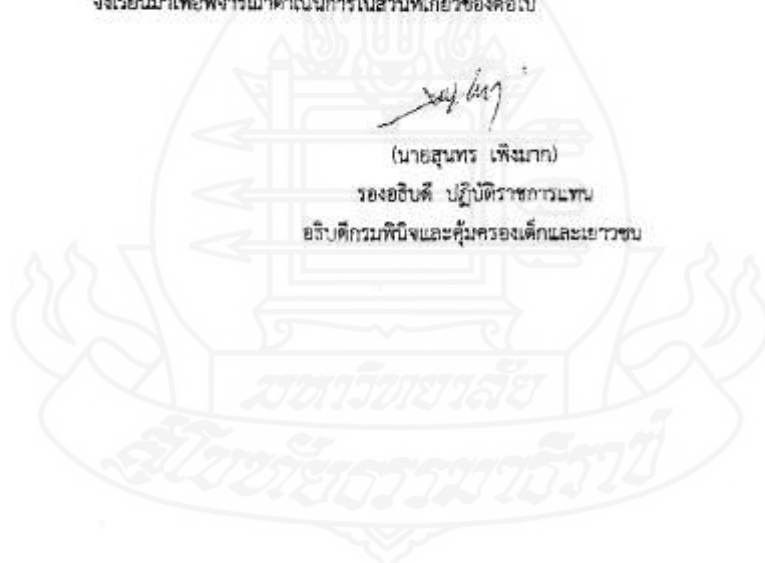 จึงเรียนมาเพื่อพิจารณาดำเนินการในส่วนที่เกี่ยวข้องต่อไป
(นายสุนทร เพิงมาก)
รองอธิบดี ปฏิบัติราชการแทน
อธิบดีกรมพินิจและคุ้มครองเด็กและเยาวชน
มหาวิทยาลัย
สุโขทัยธรรมาธิราช